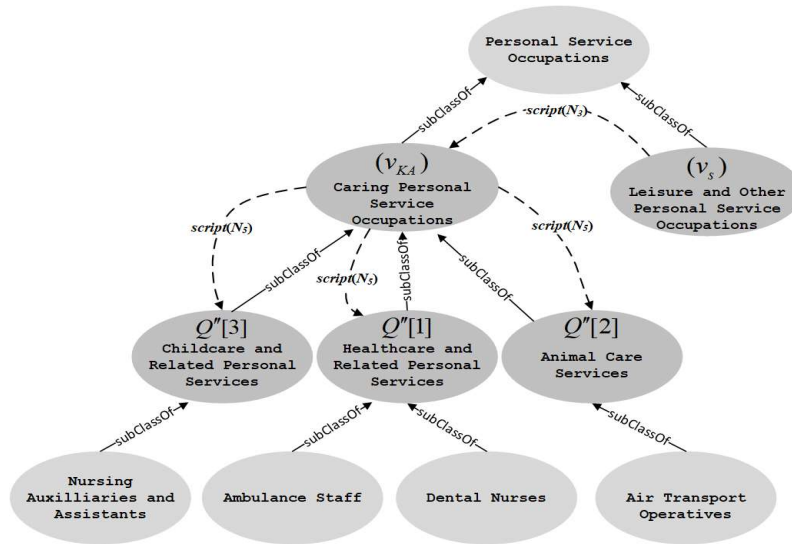 Personal Service
Occupations
subClassOf
script(N₃)
subClassOf
(v_KA)
Caring Personal
Service
Occupations
(v_s)
Leisure and Other
Personal Service
Occupations
script(N₅)
script(N₅)
script(N₅)
subClassOf
subClassOf
subClassOf
Q″[3]
Childcare and
Related Personal
Services
Q″[1]
Healthcare and
Related Personal
Services
Q″[2]
Animal Care
Services
subClassOf
subClassOf
subClassOf
subClassOf
Nursing
Auxilliaries and
Assistants
Ambulance Staff
Dental Nurses
Air Transport
Operatives